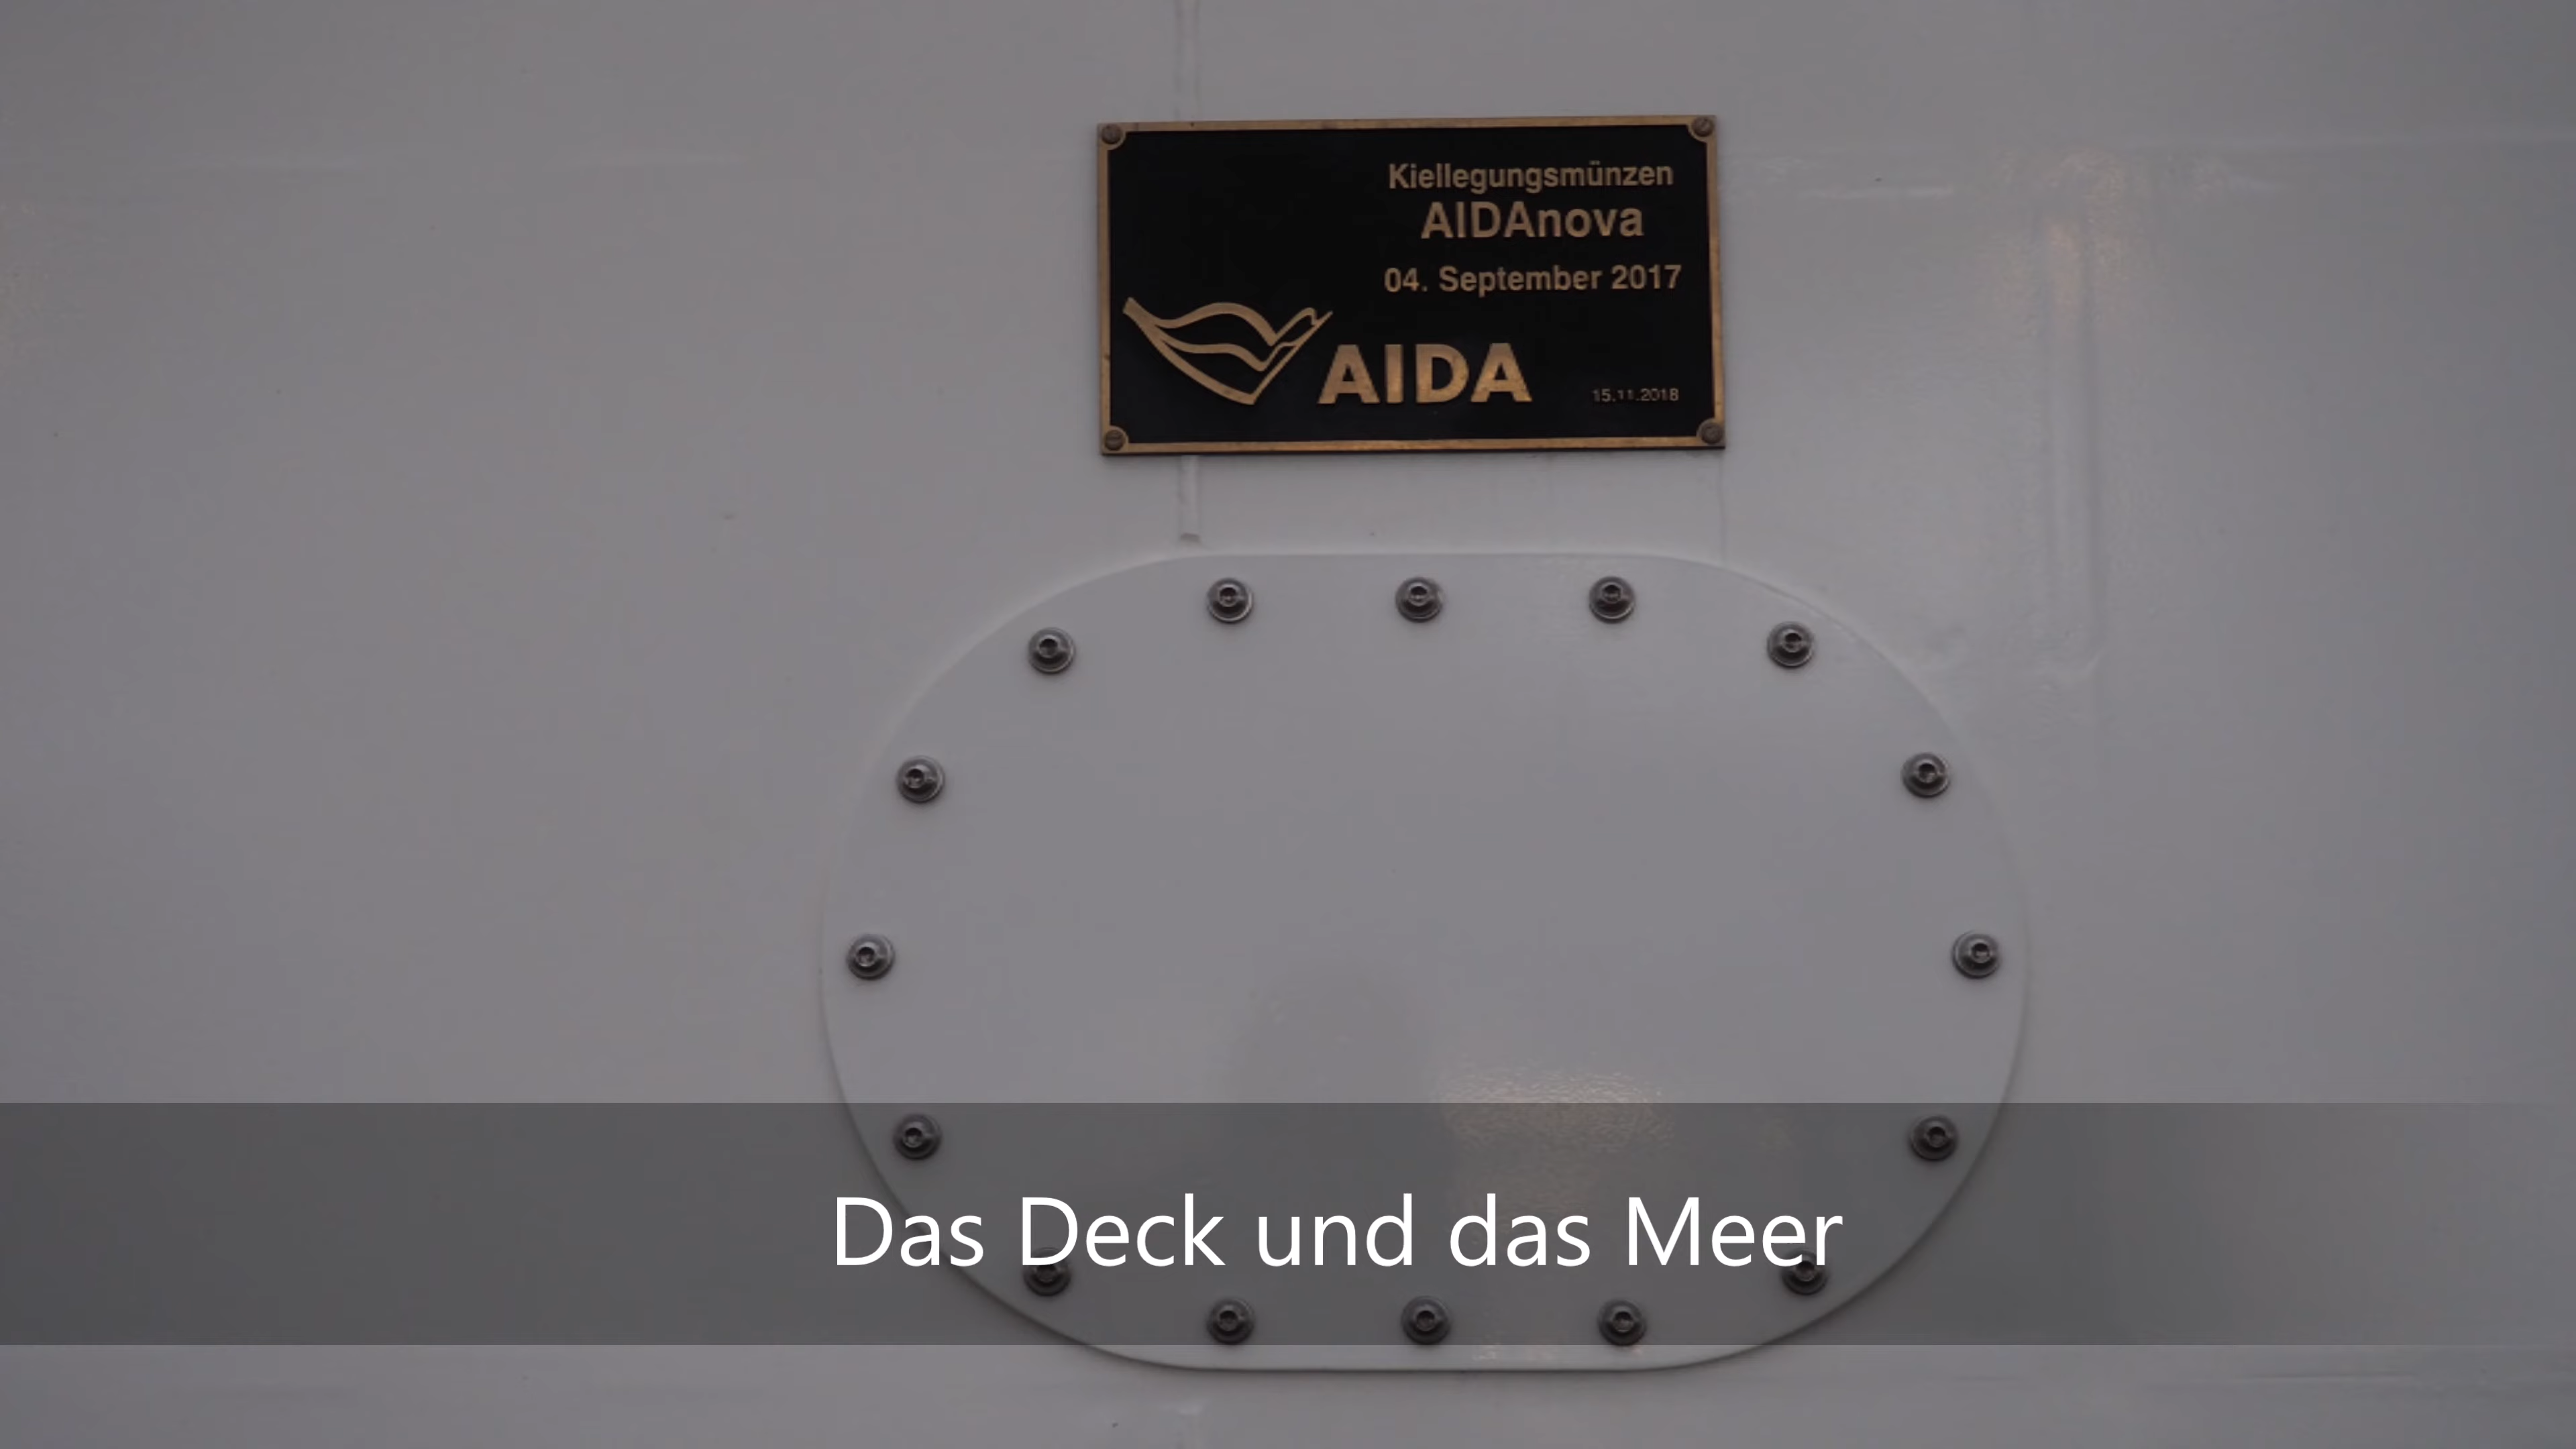 Kiellegungsmünzen
AIDAnova
04. September 2017
AIDA
15.11.2018
Das Deck und das Meer